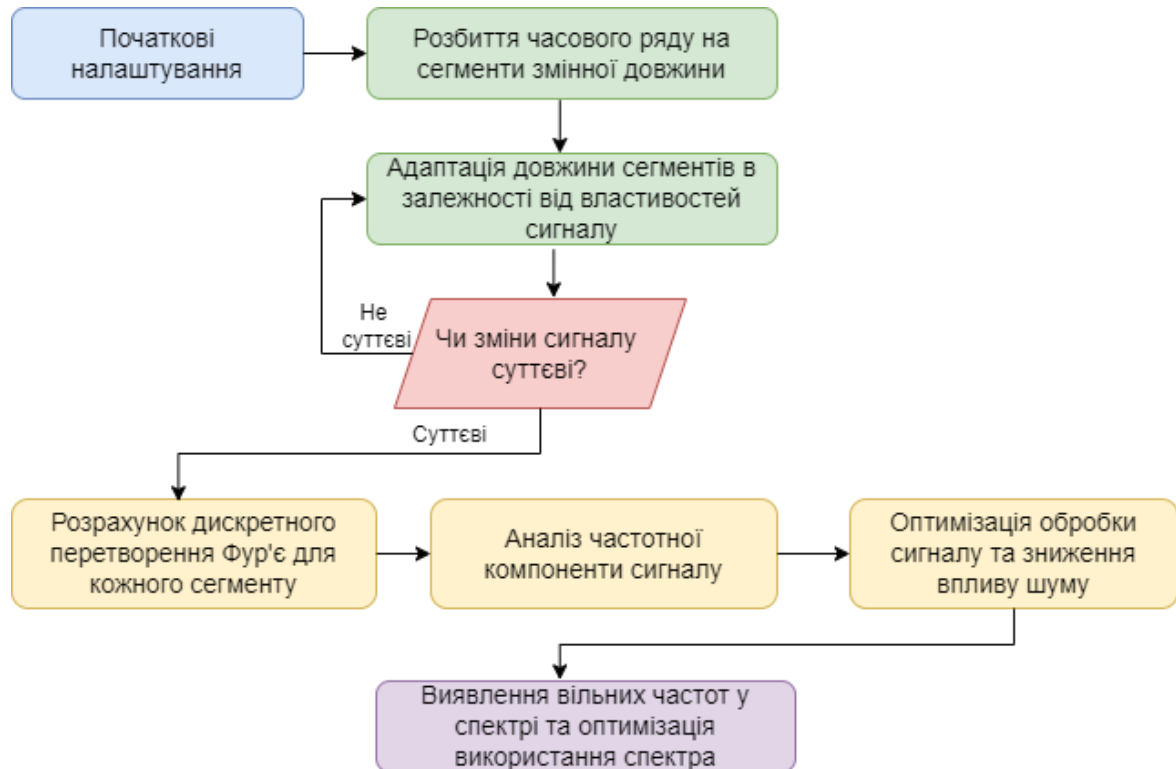 Початкові
налаштування
Розбиття часового ряду на
сегменти змінної довжини
Адаптація довжини сегментів в
залежності від властивостей
сигналу
Не
суттєві
Чи зміни сигналу
суттєві?
Суттєві
Розрахунок дискретного
перетворення Фур'є для
кожного сегменту
Аналіз частотної
компоненти сигналу
Оптимізація обробки
сигналу та зниження
впливу шуму
Виявлення вільних частот у
спектрі та оптимізація
використання спектра